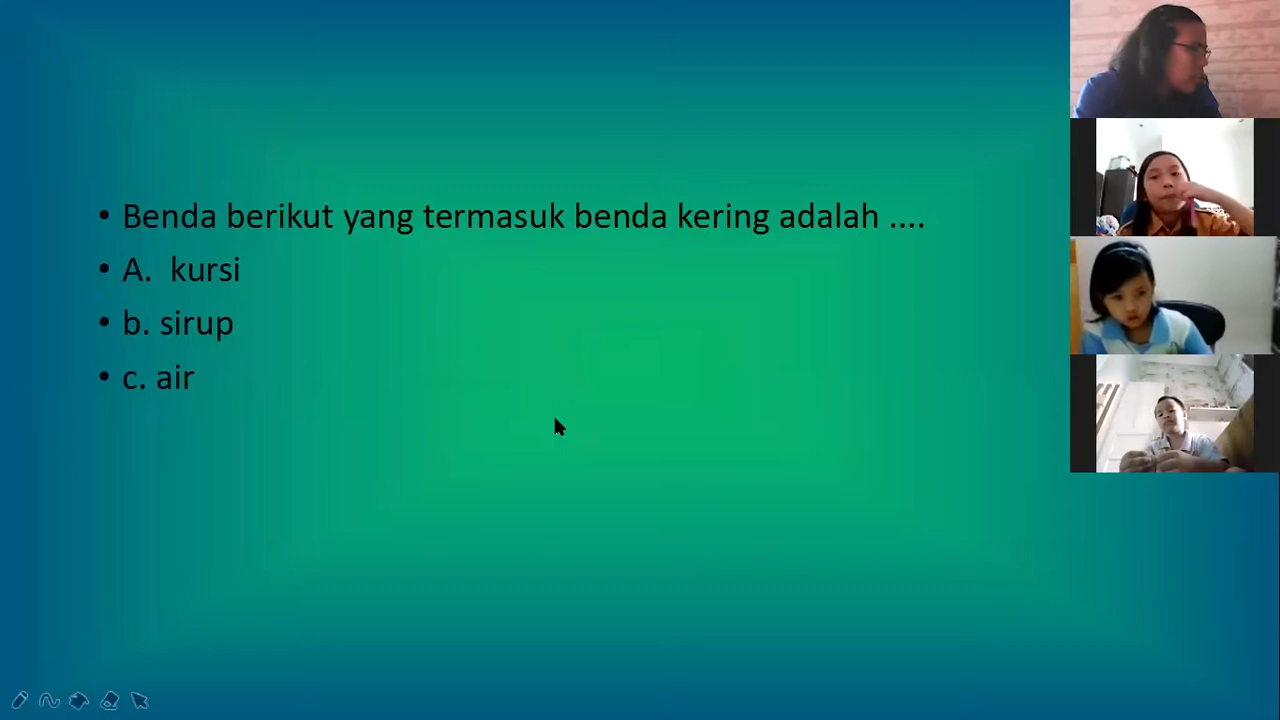 • Benda berikut yang termasuk benda kering adalah ....
• A.  kursi
• b. sirup
• c. air